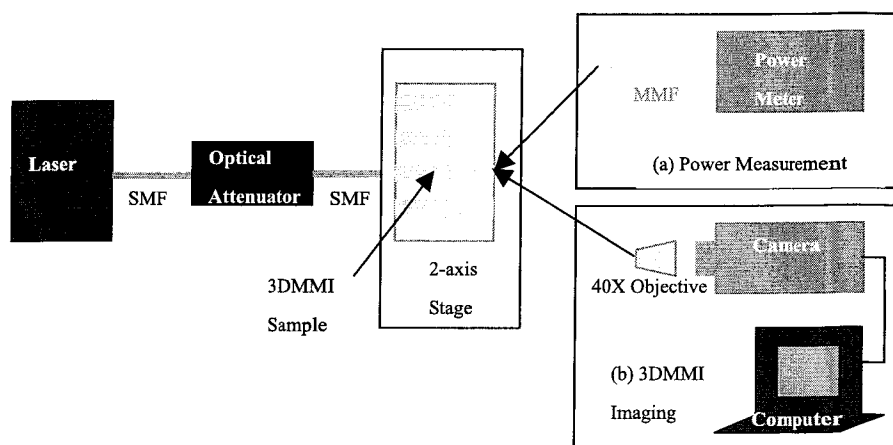 Laser
SMF
Optical
Attenuator
SMF
3DMMI
Sample
2-axis
Stage
MMF
Power
Meter
(a) Power Measurement
Camera
40X Objective
(b) 3DMMI
Imaging
Computer